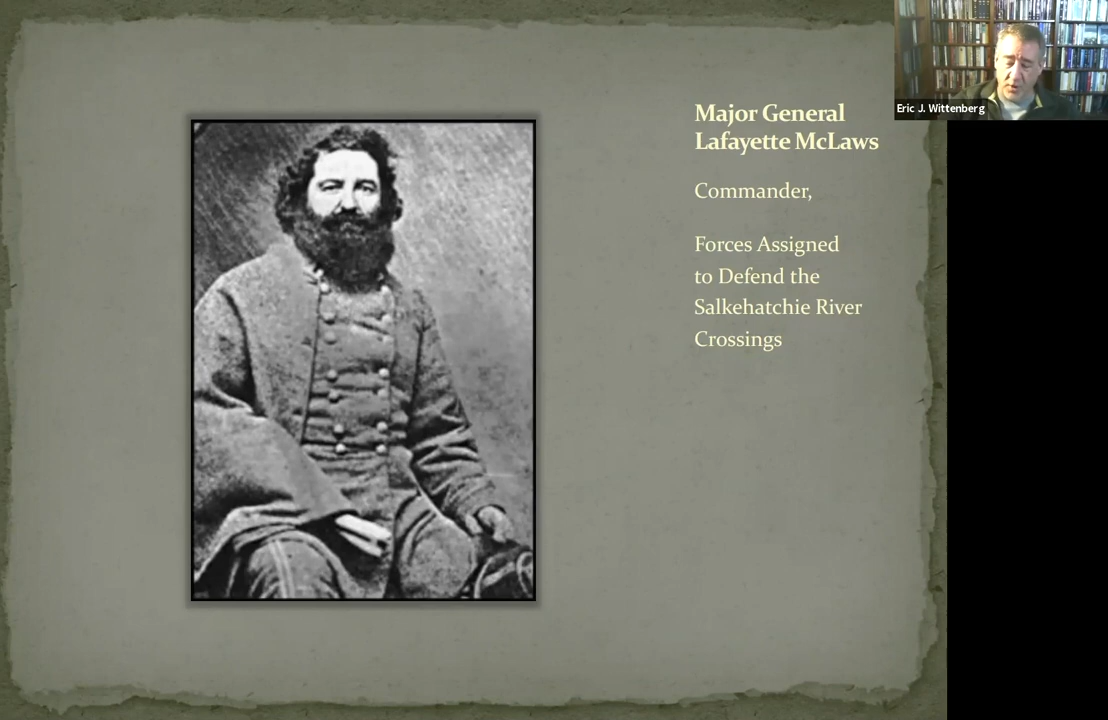 Major General
Lafayette McLaws
Commander,
Forces Assigned
to Defend the
Salkehatchie River
Crossings
Eric J. Wittenberg